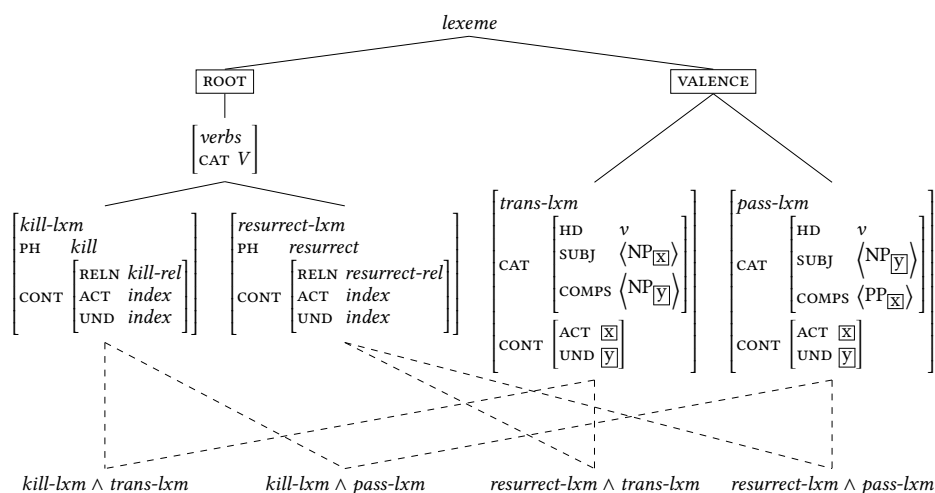 lexeme
ROOT
VALENCE
verbs
CAT V
kill-lxm
PH kill
CONT
RELN kill-rel
ACT index
UND index
resurrect-lxm
PH resurrect
CONT
RELN resurrect-rel
ACT index
UND index
trans-lxm
CAT
HD v
SUBJ ⟨NP x⟩
COMPS ⟨NP y⟩
CONT
ACT x
UND y
pass-lxm
CAT
HD v
SUBJ ⟨NP y⟩
COMPS ⟨PP x⟩
CONT
ACT x
UND y
kill-lxm ∧ trans-lxm
kill-lxm ∧ pass-lxm
resurrect-lxm ∧ trans-lxm
resurrect-lxm ∧ pass-lxm